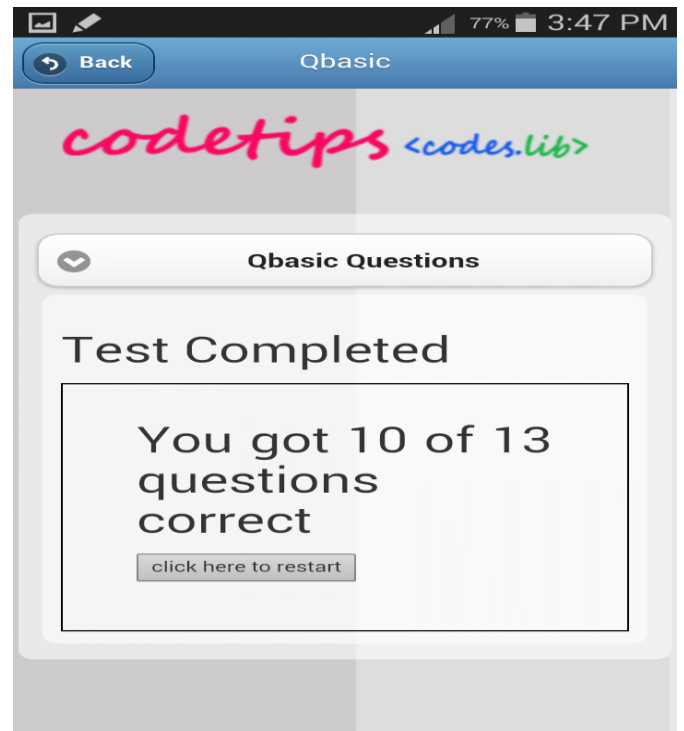 77% 3:47 PM
Back Qbasic
codetips <codes.lib>
Qbasic Questions
Test Completed
You got 10 of 13
questions
correct
click here to restart